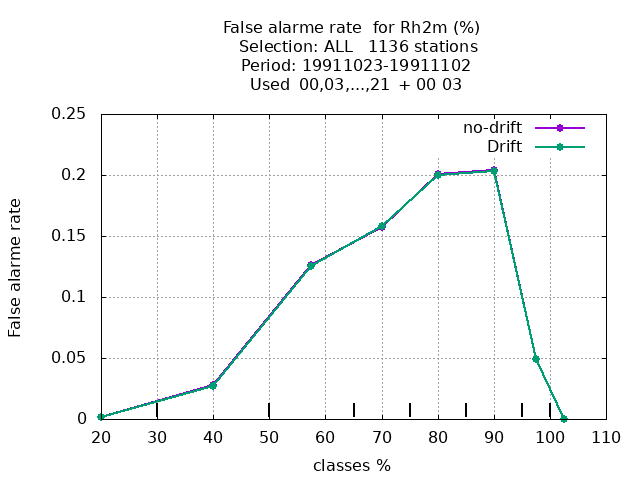 False alarme rate  for Rh2m (%)
Selection: ALL   1136 stations
Period: 19911023-19911102
Used  00,03,...,21  + 00 03
no-drift
Drift
False alarme rate
0.25
0.2
0.15
0.1
0.05
0
20 30 40 50 60 70 80 90 100 110
classes %